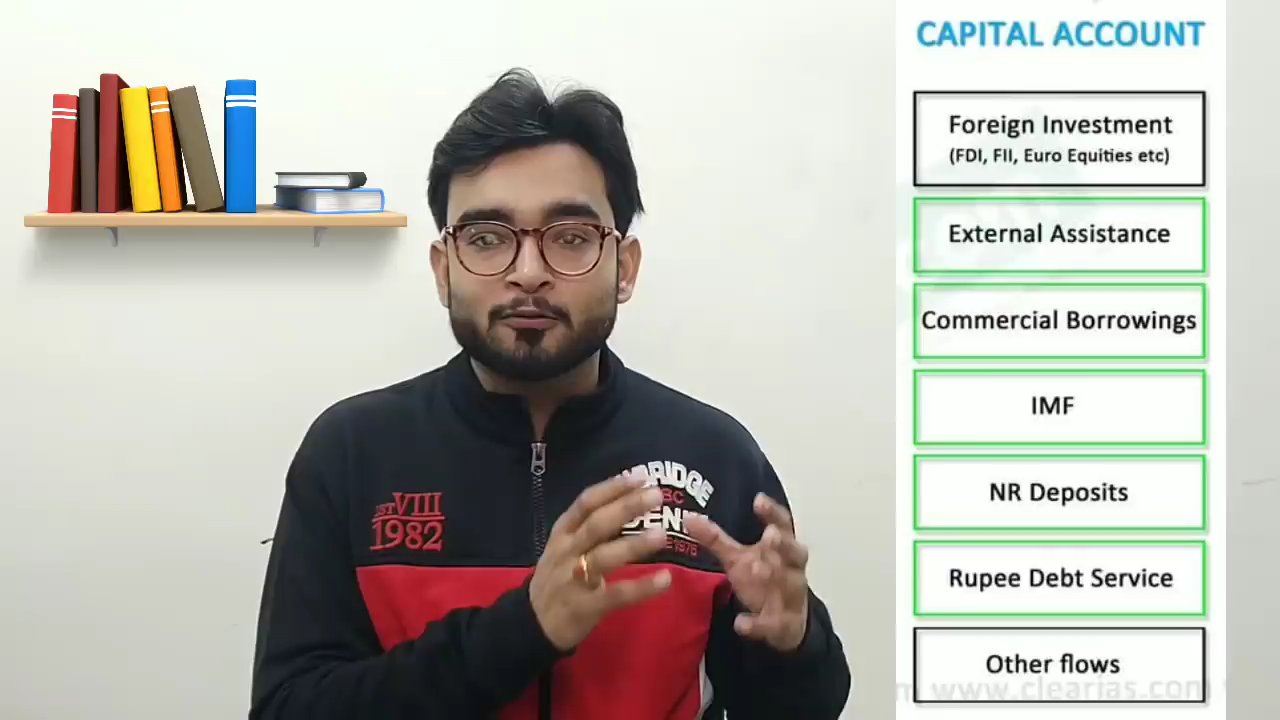 CAPITAL ACCOUNT
Foreign Investment
(FDI, FII, Euro Equities etc)
External Assistance
Commercial Borrowings
IMF
NR Deposits
Rupee Debt Service
Other flows
www.clearias.com
VIII
1982